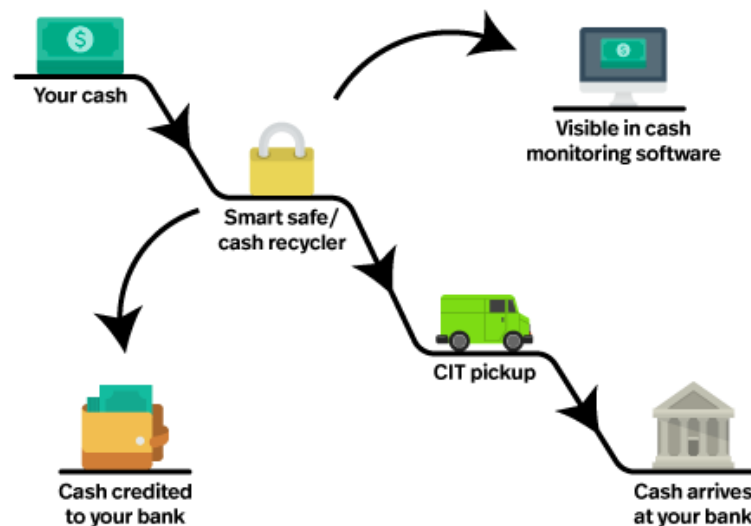 $
$
Your cash
Visible in cash
monitoring software
Smart safe/
cash recycler
CIT pickup
Cash credited
to your bank
Cash arrives
at your bank